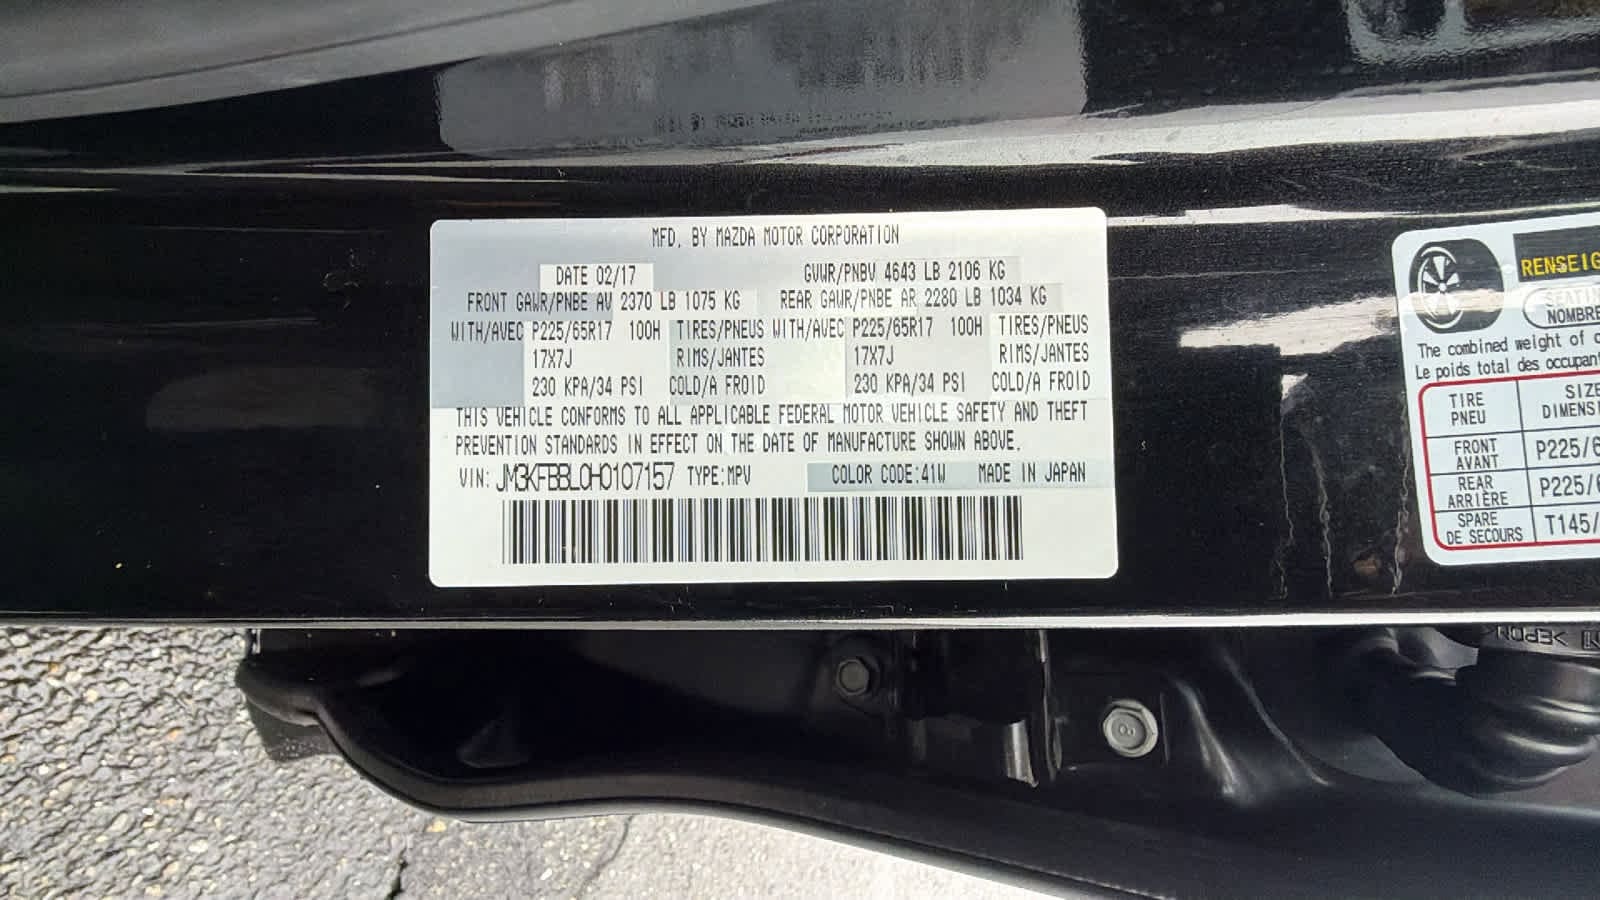 MFD. BY MAZDA MOTOR CORPORATION
DATE 02/17 GVWR/PNBV 4643 LB 2106 KG
FRONT GAWR/PNBE AV 2370 LB 1075 KG REAR GAWR/PNBE AR 2280 LB 1034 KG
WITH/AVEC P225/65R17 100H TIRES/PNEUS WITH/AVEC P225/65R17 100H TIRES/PNEUS
17X7J RIMS/JANTES 17X7J RIMS/JANTES
230 KPA/34 PSI COLD/A FROID 230 KPA/34 PSI COLD/A FROID
THIS VEHICLE CONFORMS TO ALL APPLICABLE FEDERAL MOTOR VEHICLE SAFETY AND THEFT
PREVENTION STANDARDS IN EFFECT ON THE DATE OF MANUFACTURE SHOWN ABOVE.
VIN: JM3KFBBL0H0107157 TYPE:MPV COLOR CODE:41W MADE IN JAPAN
RENSEIG
SEATIN
NOMBRE
The combined weight of o
Le poids total des occupant
TIRE PNEU
SIZE
DIMENSI
FRONT AVANT
P225/6
REAR ARRIÈRE
P225/6
SPARE DE SECOURS
T145/
8